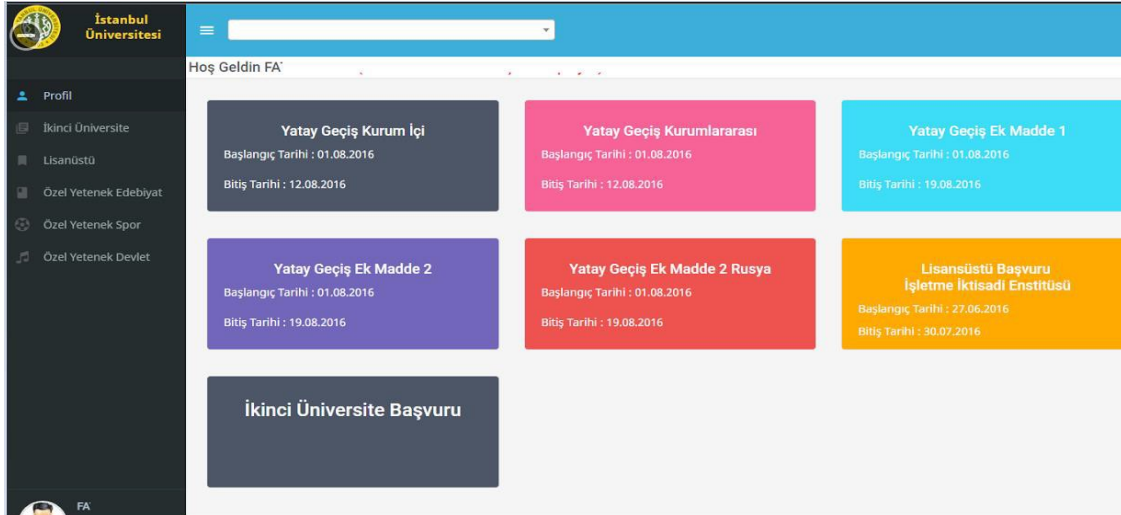 İstanbul
Üniversitesi
Hoş Geldin FA
Profil
İkinci Üniversite
Lisanüstü
Özel Yetenek Edebiyat
Özel Yetenek Spor
Özel Yetenek Devlet
Yatay Geçiş Kurum İçi
Başlangıç Tarihi : 01.08.2016
Bitiş Tarihi : 12.08.2016
Yatay Geçiş Kurumlararası
Başlangıç Tarihi : 01.08.2016
Bitiş Tarihi : 12.08.2016
Yatay Geçiş Ek Madde 1
Başlangıç Tarihi : 01.08.2016
Bitiş Tarihi : 19.08.2016
Yatay Geçiş Ek Madde 2
Başlangıç Tarihi : 01.08.2016
Bitiş Tarihi : 19.08.2016
Yatay Geçiş Ek Madde 2 Rusya
Başlangıç Tarihi : 01.08.2016
Bitiş Tarihi : 19.08.2016
Lisansüstü Başvuru
İşletme İktisadi Enstitüsü
Başlangıç Tarihi : 27.06.2016
Bitiş Tarihi : 30.07.2016
İkinci Üniversite Başvuru
FA